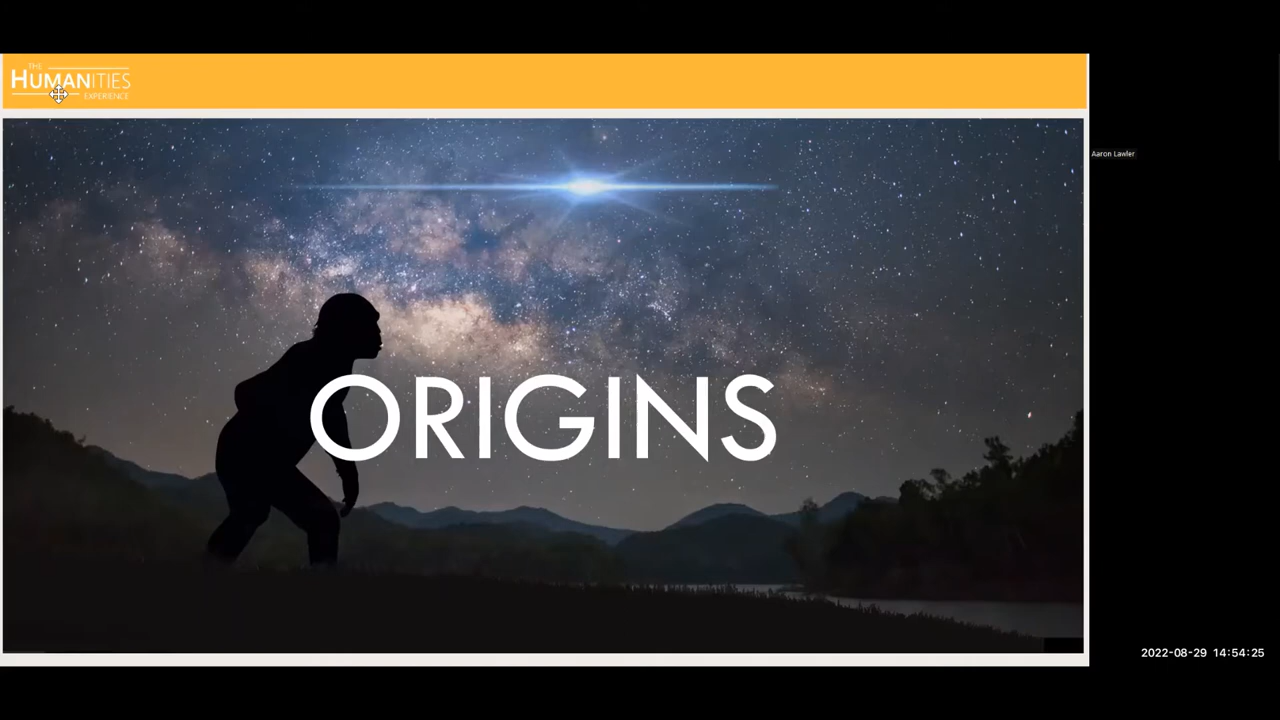 THE
HUMANITIES
EXPERIENCE
Aaron Lawler
ORIGINS
2022-08-29 14:54:25